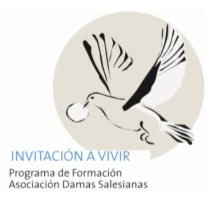 INVITACIÓN A VIVIR
Programa de Formación
Asociación Damas Salesianas